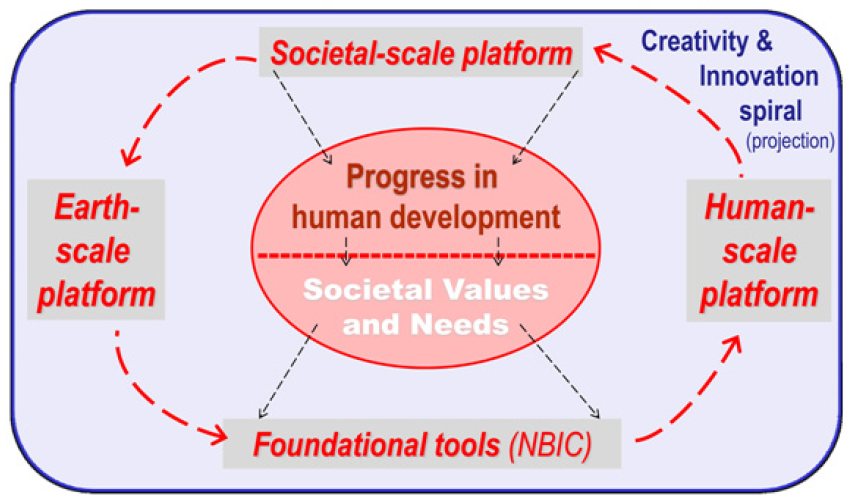 Societal-scale platform
Creativity &
Innovation
spiral
(projection)
Progress in
human development
Earth-
scale
platform
Human-
scale
platform
Societal Values
and Needs
Foundational tools (NBIC)